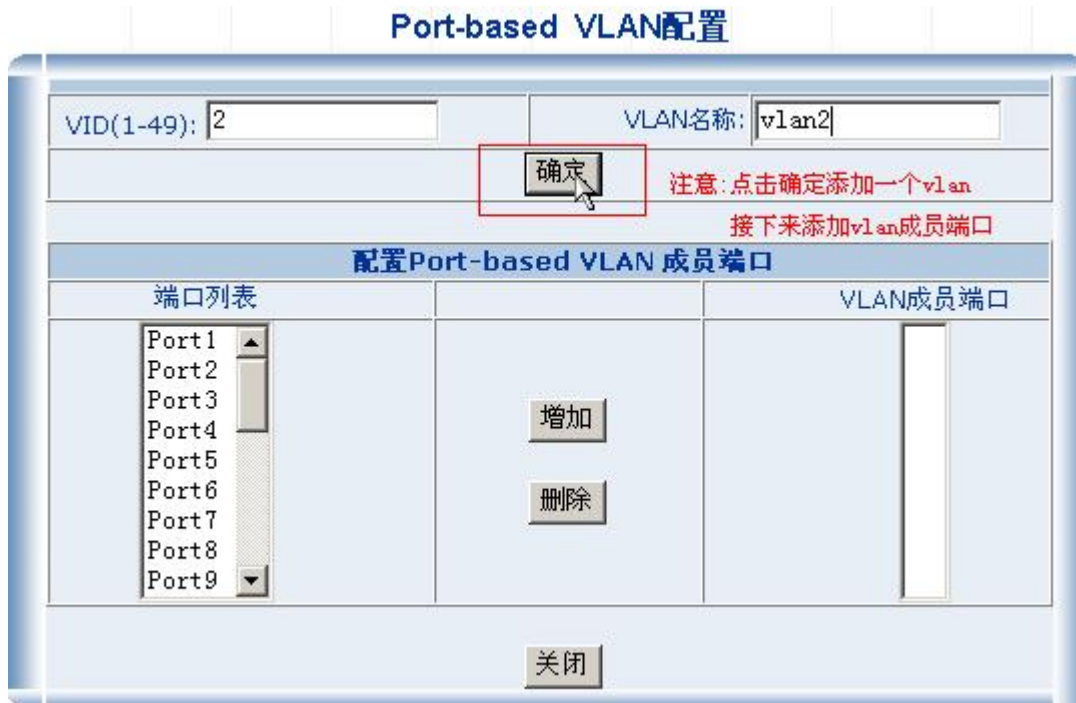 Port-based VLAN配置
VID(1-49): 2 VLAN名称: vlan2
确定 注意:点击确定添加一个vlan
接下来添加vlan成员端口
配置Port-based VLAN 成员端口
端口列表 VLAN成员端口
Port1
Port2
Port3
Port4
Port5
Port6
Port7
Port8
Port9
增加
删除
关闭